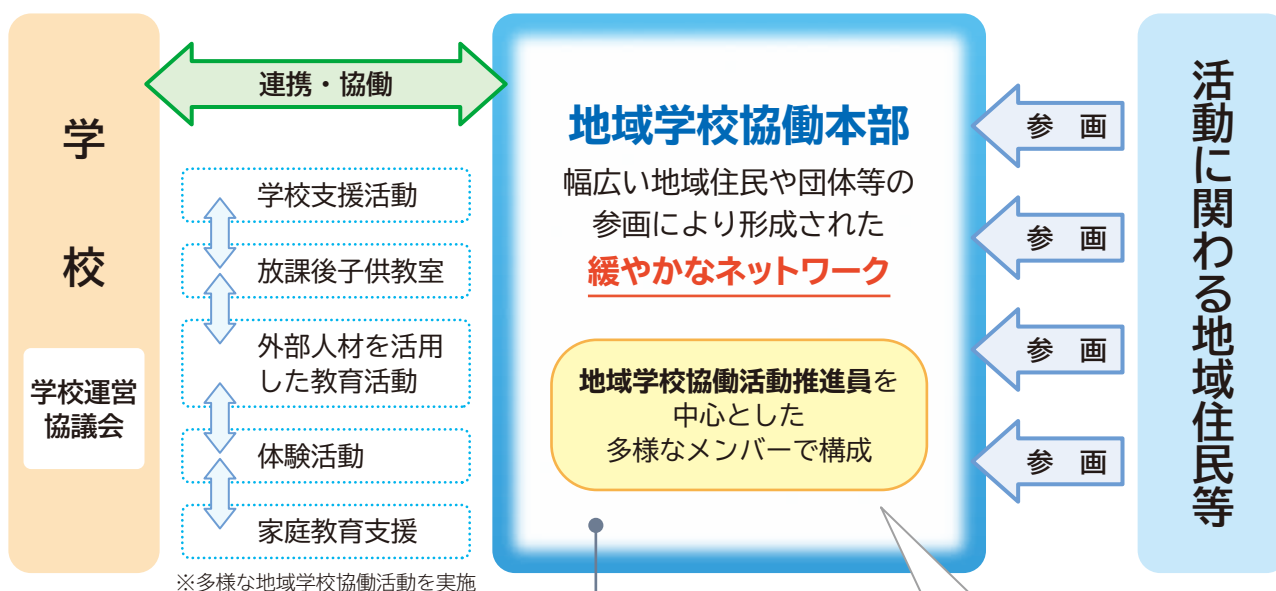 学校
学校運営
協議会
連携・協働
学校支援活動
放課後子供教室
外部人材を活用
した教育活動
体験活動
家庭教育支援
※多様な地域学校協働活動を実施
地域学校協働本部
幅広い地域住民や団体等の
参画により形成された
緩やかなネットワーク
地域学校協働活動推進員を
中心とした
多様なメンバーで構成
参 画
参 画
参 画
参 画
活動に関わる地域住民等